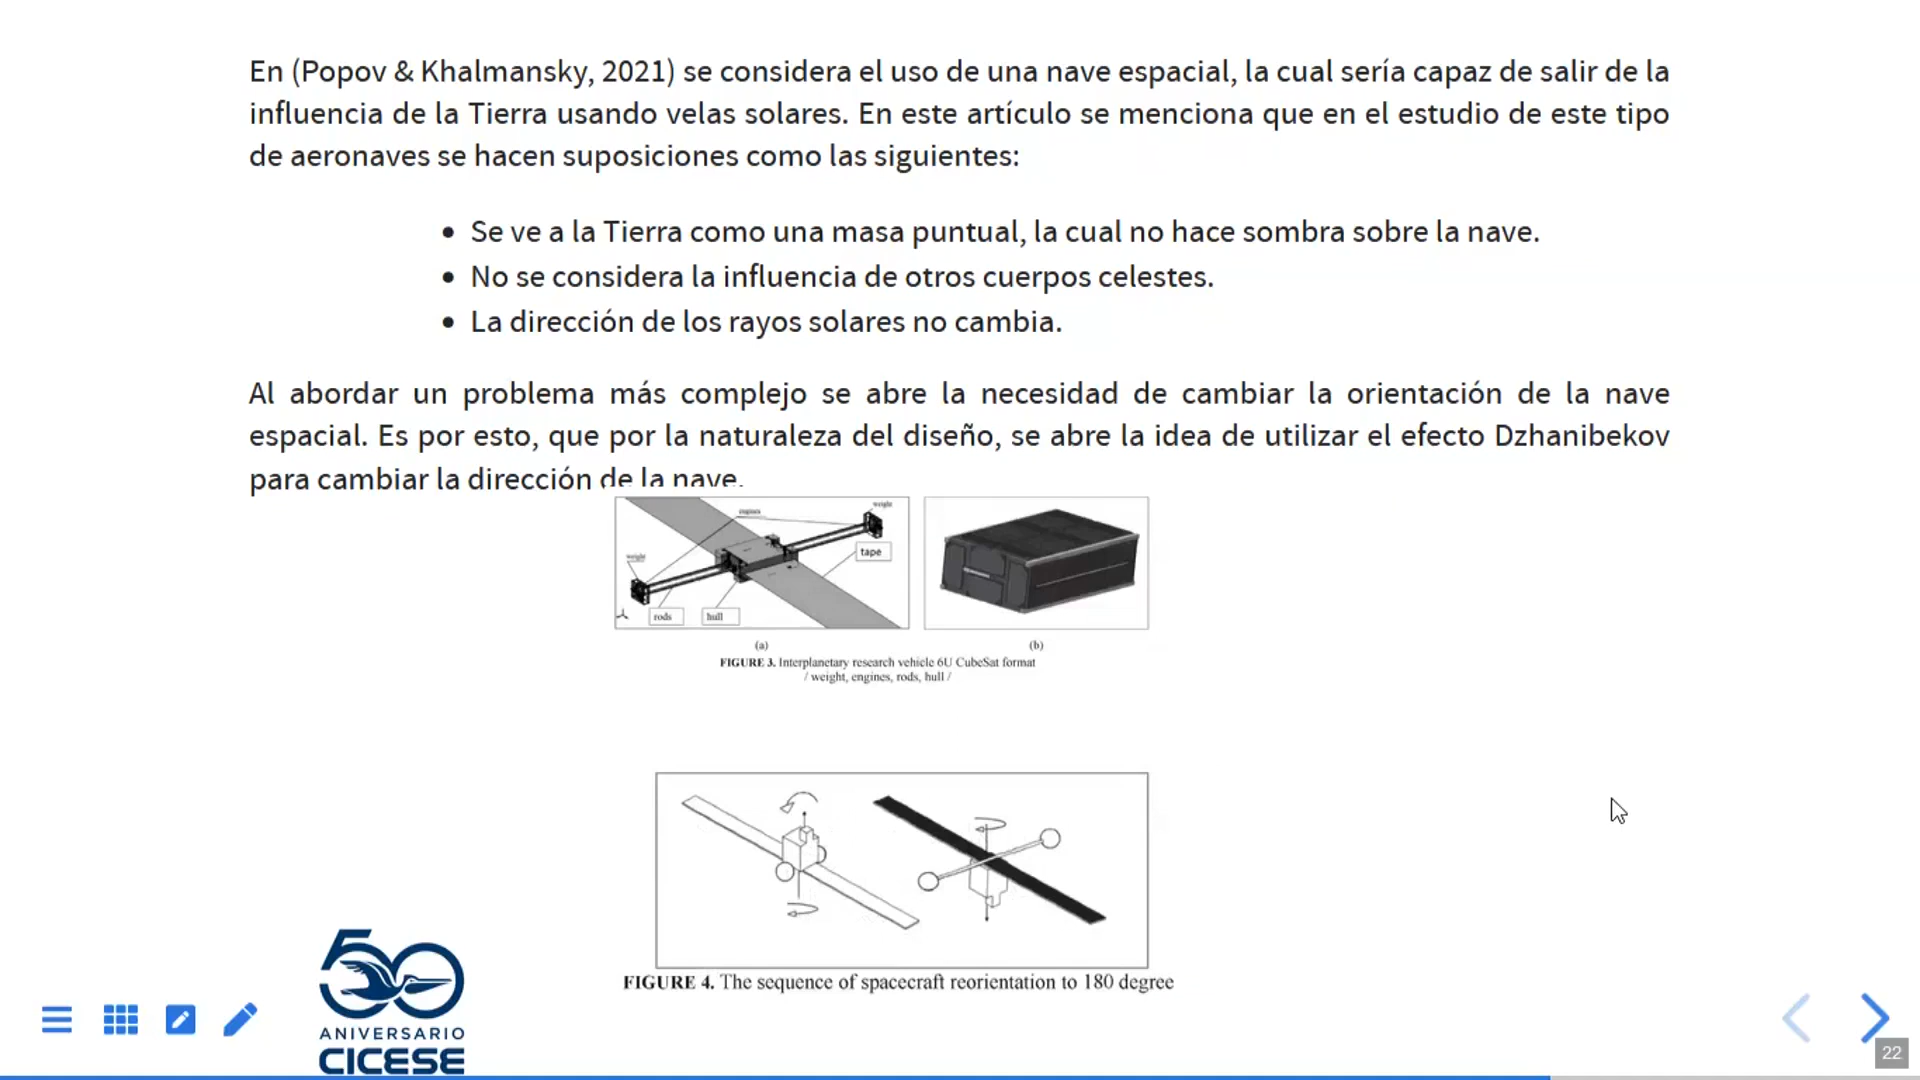 En (Popov & Khalmansky, 2021) se considera el uso de una nave espacial, la cual sería capaz de salir de la
influencia de la Tierra usando velas solares. En este artículo se menciona que en el estudio de este tipo
de aeronaves se hacen suposiciones como las siguientes:
• Se ve a la Tierra como una masa puntual, la cual no hace sombra sobre la nave.
• No se considera la influencia de otros cuerpos celestes.
• La dirección de los rayos solares no cambia.
Al abordar un problema más complejo se abre la necesidad de cambiar la orientación de la nave
espacial. Es por esto, que por la naturaleza del diseño, se abre la idea de utilizar el efecto Dzhanibekov
para cambiar la dirección de la nave.
weight
engines
tape
weight
rods
hull
(a)
(b)
FIGURE 3. Interplanetary research vehicle 6U CubeSat format
/ weight, engines, rods, hull /
FIGURE 4. The sequence of spacecraft reorientation to 180 degree
50
ANIVERSARIO
CICESE
22